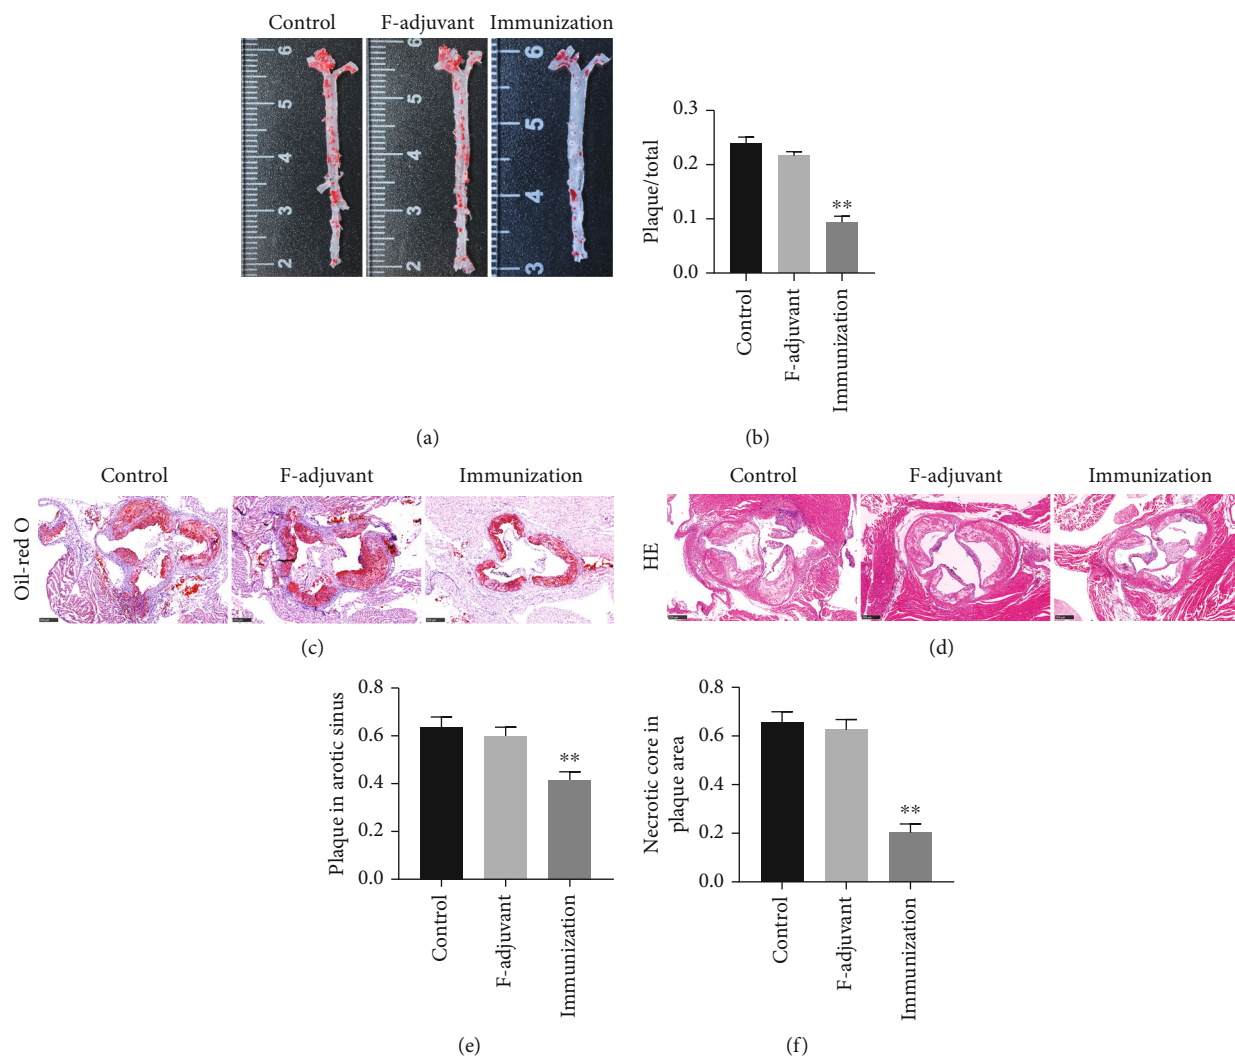 Control F-adjuvant Immunization
6 5 4 3 2
6 5 4 3 2
6 5 4 3
Plaque/total
0.3
0.2
0.1
0.0
**
Control
F-adjuvant
Immunization
(a)
(b)
Control F-adjuvant Immunization
Oil-red O
(c)
Control F-adjuvant Immunization
HE
(d)
Plaque in arotic sinus
0.8
0.6
0.4
0.2
0.0
**
Control
F-adjuvant
Immunization
(e)
Necrotic core in
plaque area
0.8
0.6
0.4
0.2
0.0
**
Control
F-adjuvant
Immunization
(f)